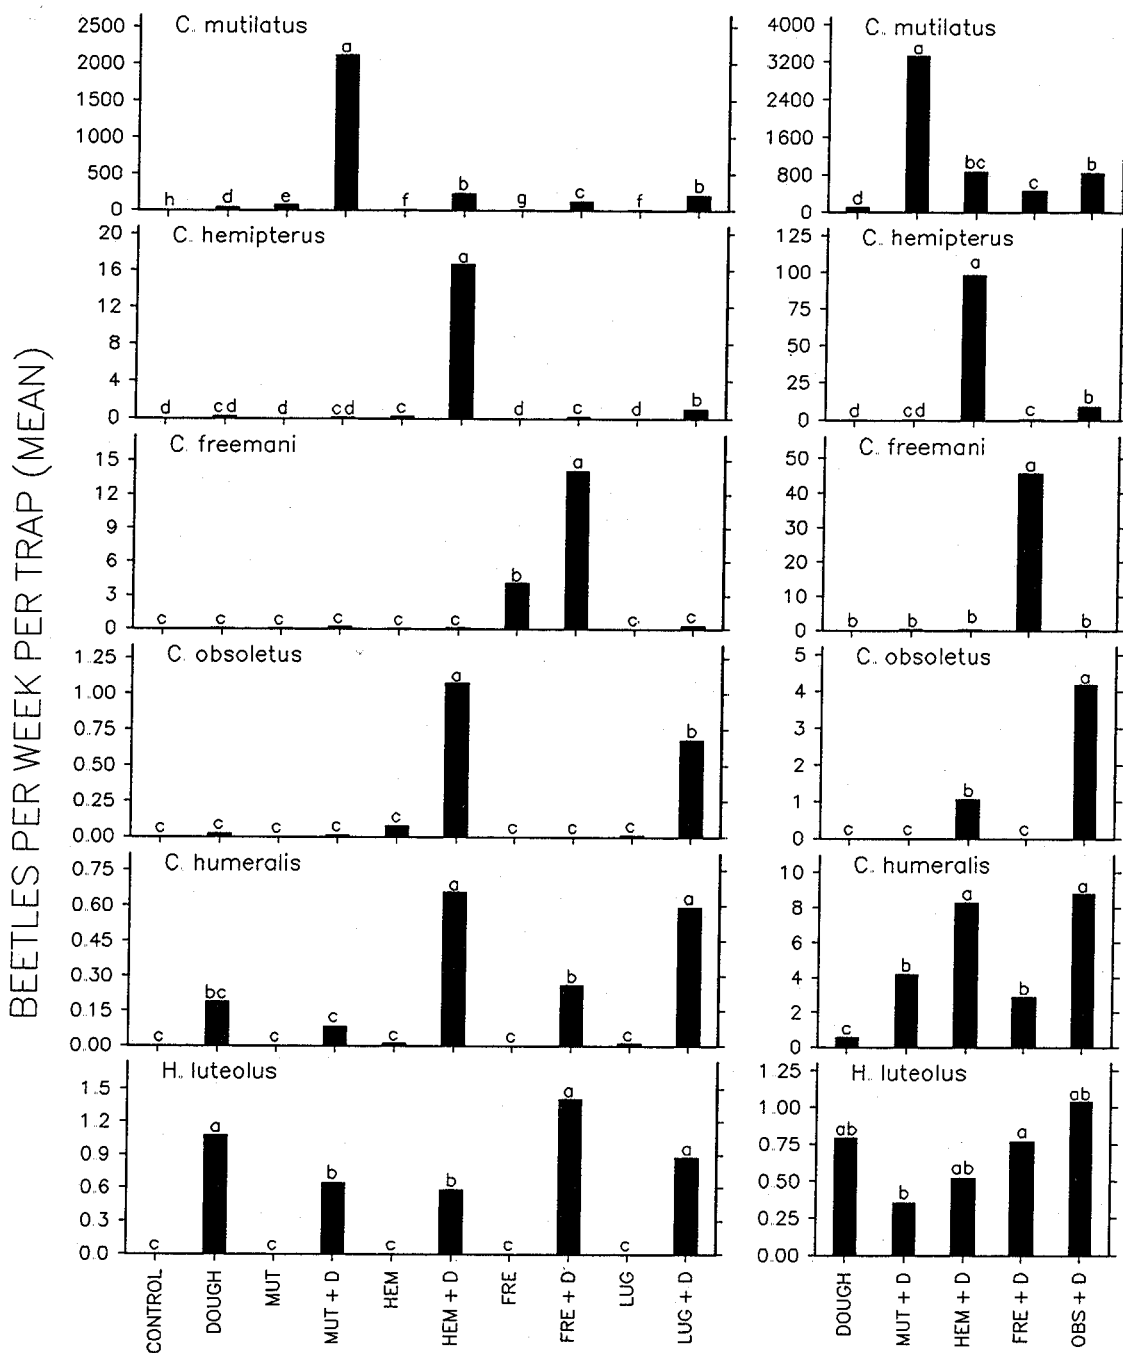 BEETLES PER WEEK PER TRAP (MEAN)
C. mutilatus
2500
2000
1500
1000
500
0
h d e a f b g c f b
C. hemipterus
20
16
12
8
4
0
d cd d cd c a d c d b
C. freemani
15
12
9
6
3
0
c c c c c c b a c c
C. obsoletus
1.25
1.00
0.75
0.50
0.25
0.00
c c c c c a c c c b
C. humeralis
0.75
0.60
0.45
0.30
0.15
0.00
c bc c c c a c b c a
H. luteolus
1.5
1.2
0.9
0.6
0.3
0.0
c a c b c b c a c a
CONTROL
DOUGH
MUT
MUT + D
HEM
HEM + D
FRE
FRE + D
LUG
LUG + D
C. mutilatus
4000
3200
2400
1600
800
0
d a bc c b
C. hemipterus
125
100
75
50
25
0
d cd a c b
C. freemani
50
40
30
20
10
0
b b b a b
C. obsoletus
5
4
3
2
1
0
c c b c a
C. humeralis
10
8
6
4
2
0
c b a b a
H. luteolus
1.25
1.00
0.75
0.50
0.25
0.00
ab b ab a ab
DOUGH
MUT + D
HEM + D
FRE + D
OBS + D